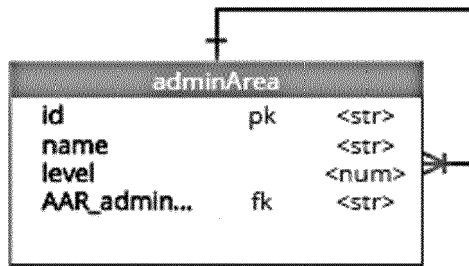 adminArea
id pk <str>
name <str>
level <num>
AAR_admin... fk <str>